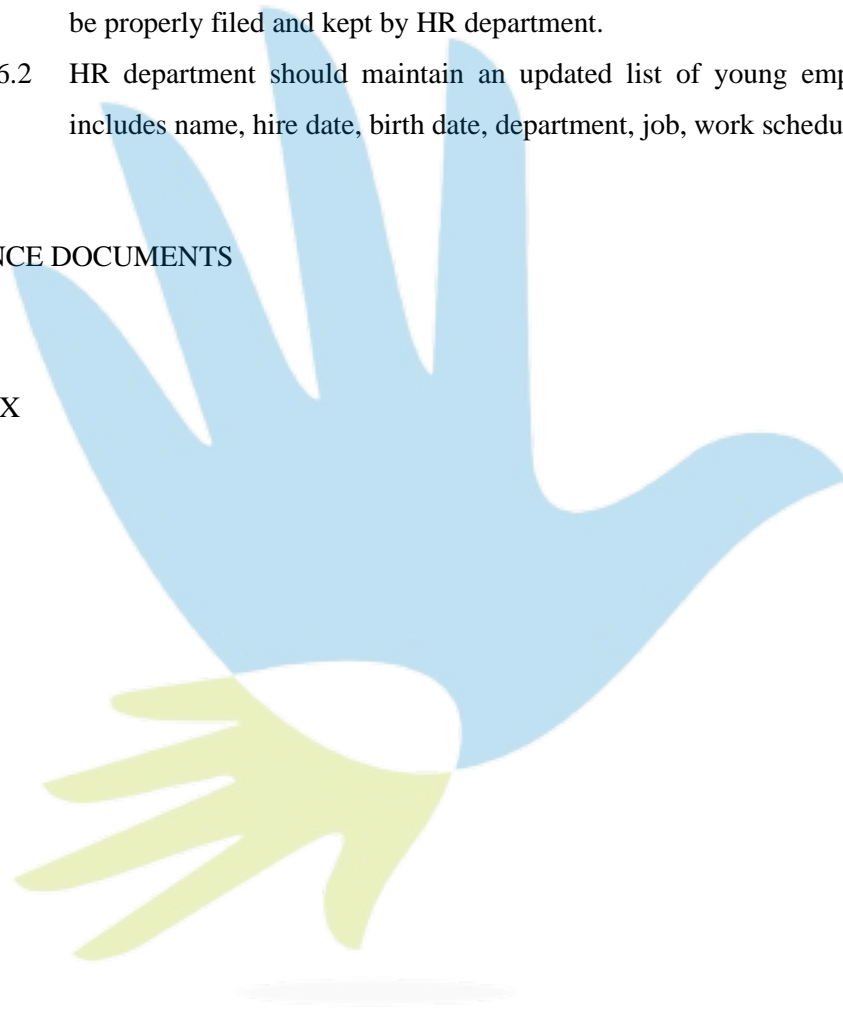 be properly filed and kept by HR department.
6.2 HR department should maintain an updated list of young emp
includes name, hire date, birth date, department, job, work schedu
NCE DOCUMENTS
X